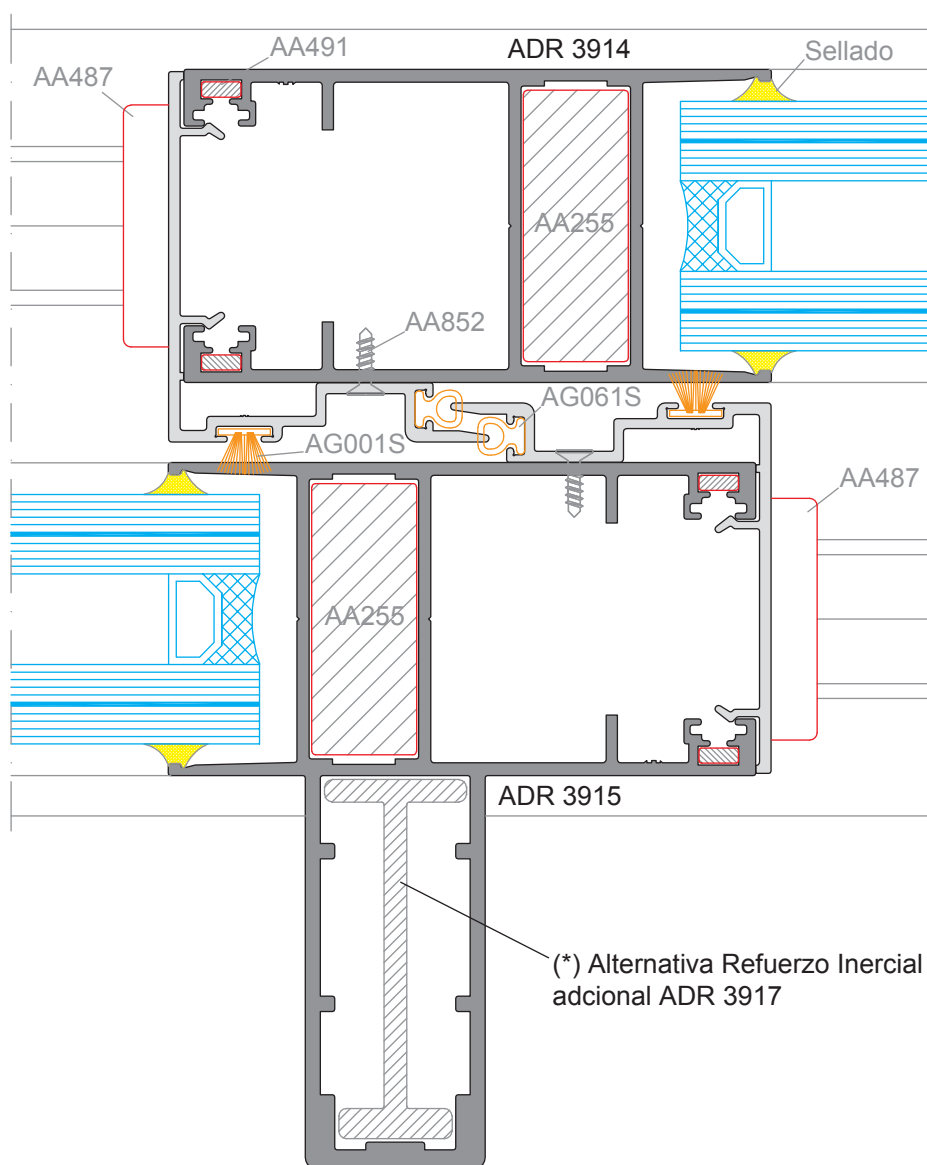 ADR 3914
AA491
Sellado
AA487
AA255
AA852
AG061S
AG001S
AA487
AA255
ADR 3915
(*) Alternativa Refuerzo Inercial
adcional ADR 3917